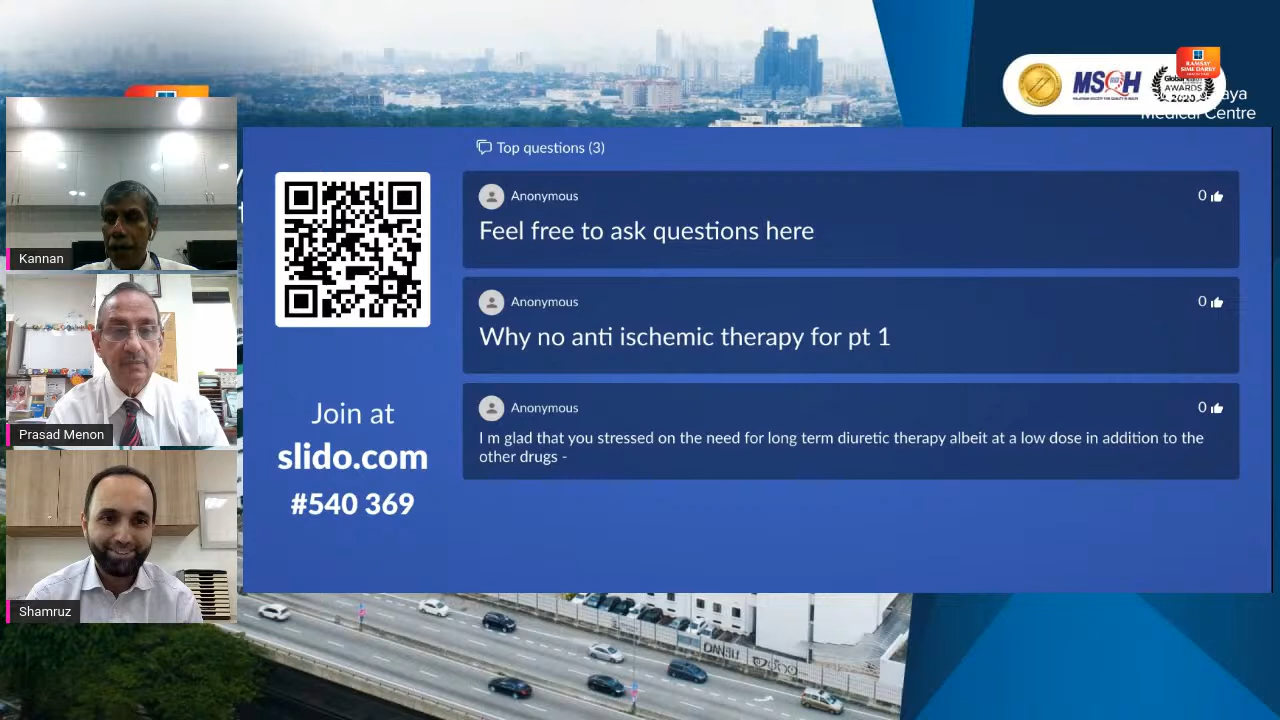 MSQH
RAMSAY
SIME DARBY
AWARDS
2020
Medical Centre
Top questions (3)
Anonymous
0
Feel free to ask questions here
Anonymous
0
Why no anti ischemic therapy for pt 1
Anonymous
0
I m glad that you stressed on the need for long term diuretic therapy albeit at a low dose in addition to the
other drugs -
Join at
slido.com
#540 369
Kannan
Prasad Menon
Shamruz